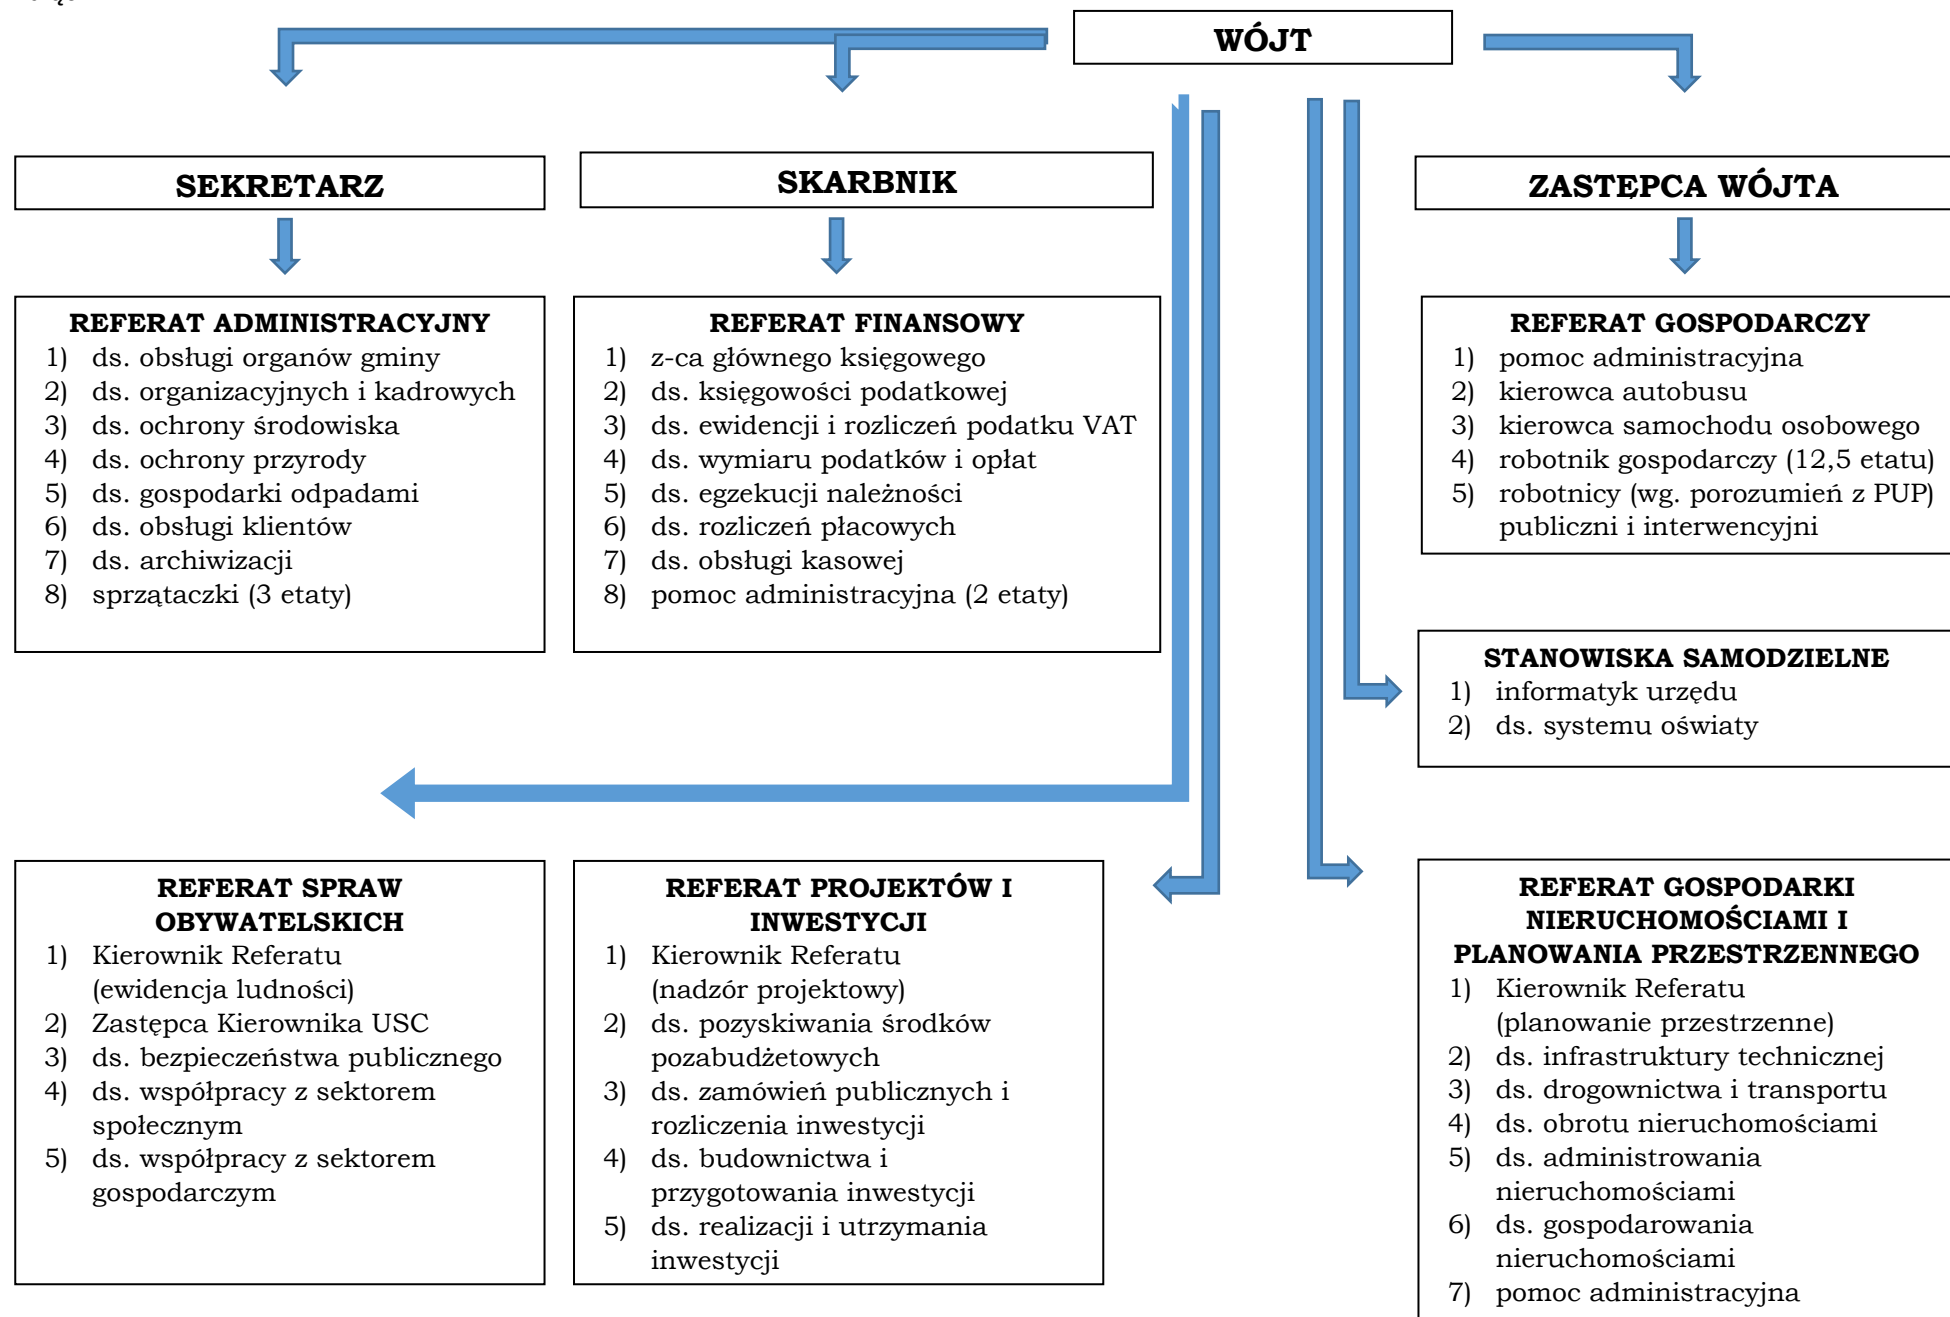 WÓJT
SEKRETARZ
SKARBNIK
ZASTĘPCA WÓJTA
REFERAT ADMINISTRACYJNY
1) ds. obsługi organów gminy
2) ds. organizacyjnych i kadrowych
3) ds. ochrony środowiska
4) ds. ochrony przyrody
5) ds. gospodarki odpadami
6) ds. obsługi klientów
7) ds. archiwizacji
8) sprzątaczki (3 etaty)
REFERAT FINANSOWY
1) z-ca głównego księgowego
2) ds. księgowości podatkowej
3) ds. ewidencji i rozliczeń podatku VAT
4) ds. wymiaru podatków i opłat
5) ds. egzekucji należności
6) ds. rozliczeń płacowych
7) ds. obsługi kasowej
8) pomoc administracyjna (2 etaty)
REFERAT GOSPODARCZY
1) pomoc administracyjna
2) kierowca autobusu
3) kierowca samochodu osobowego
4) robotnik gospodarczy (12,5 etatu)
5) robotnicy (wg. porozumień z PUP)
publiczni i interwencyjni
STANOWISKA SAMODZIELNE
1) informatyk urzędu
2) ds. systemu oświaty
REFERAT SPRAW
OBYWATELSKICH
1) Kierownik Referatu
(ewidencja ludności)
2) Zastępca Kierownika USC
3) ds. bezpieczeństwa publicznego
4) ds. współpracy z sektorem
społecznym
5) ds. współpracy z sektorem
gospodarczym
REFERAT PROJEKTÓW I
INWESTYCJI
1) Kierownik Referatu
(nadzór projektowy)
2) ds. pozyskiwania środków
pozabudżetowych
3) ds. zamówień publicznych i
rozliczenia inwestycji
4) ds. budownictwa i
przygotowania inwestycji
5) ds. realizacji i utrzymania
inwestycji
REFERAT GOSPODARKI
NIERUCHOMOŚCIAMI I
PLANOWANIA PRZESTRZENNEGO
1) Kierownik Referatu
(planowanie przestrzenne)
2) ds. infrastruktury technicznej
3) ds. drogownictwa i transportu
4) ds. obrotu nieruchomościami
5) ds. administrowania
nieruchomościami
6) ds. gospodarowania
nieruchomościami
7) pomoc administracyjna